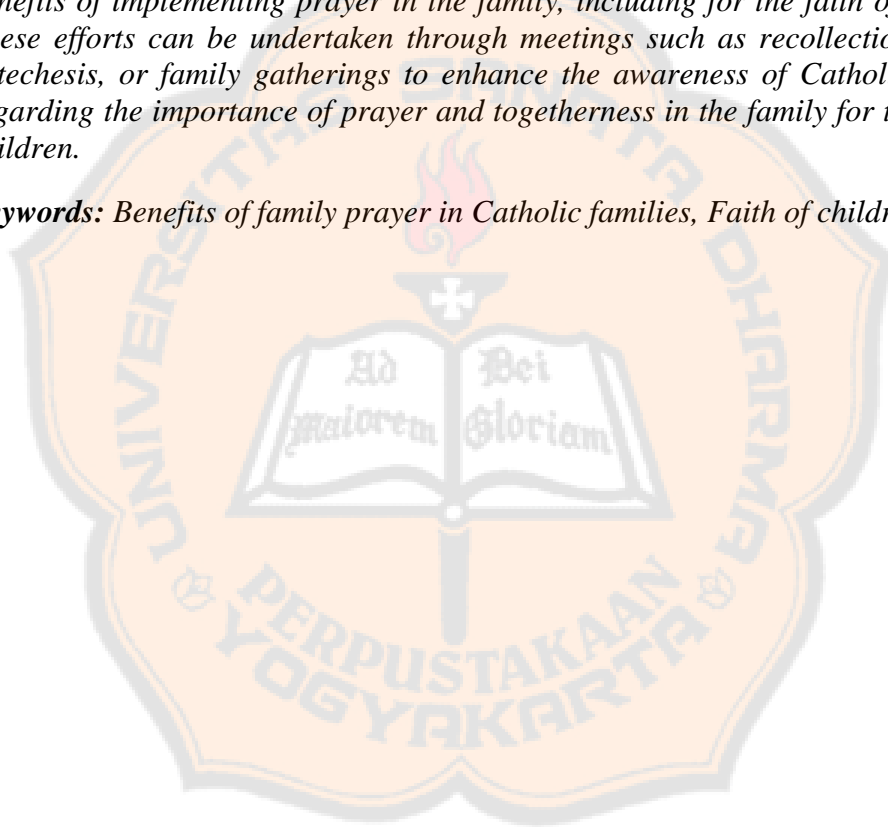 benefits of implementing prayer in the family, including for the faith o
these efforts can be undertaken through meetings such as recollectio
techesis, or family gatherings to enhance the awareness of Cathol
garding the importance of prayer and togetherness in the family for
ildren.
eywords: Benefits of family prayer in Catholic families, Faith of childr
UNIVERSITAS SANATA DHARMA
Ad Dei
Maiorem Gloriam
PERPUSTAKAAN
YOGYAKARTA